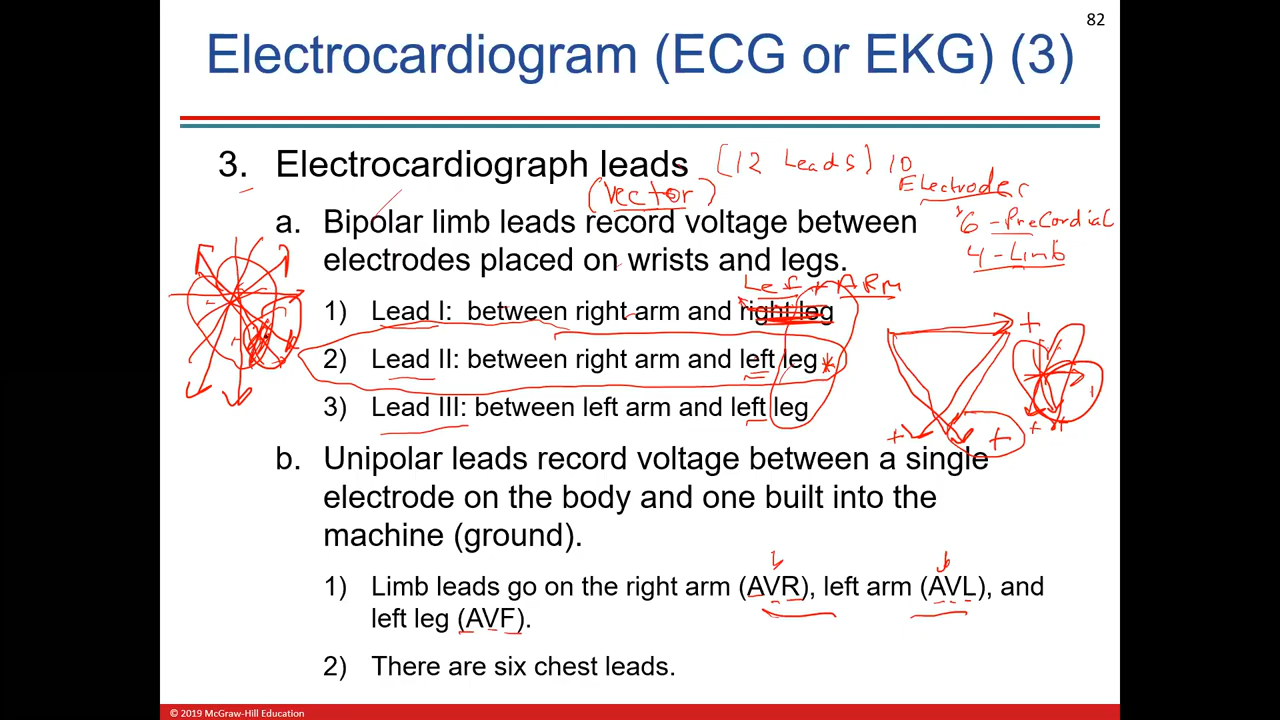 82
Electrocardiogram (ECG or EKG) (3)
3. Electrocardiograph leads (12 Leads) 10
Electrodes
(Vector)
a. Bipolar limb leads record voltage between
6 - PreCordial
electrodes placed on wrists and legs.
4 - Limb
Left ARM
1) Lead I: between right arm and right leg
+
2) Lead II: between right arm and left leg *
3) Lead III: between left arm and left leg
+ +
+ +
b. Unipolar leads record voltage between a single
electrode on the body and one built into the
machine (ground).
1) Limb leads go on the right arm (AVR), left arm (AVL), and
left leg (AVF).
2) There are six chest leads.
© 2019 McGraw-Hill Education